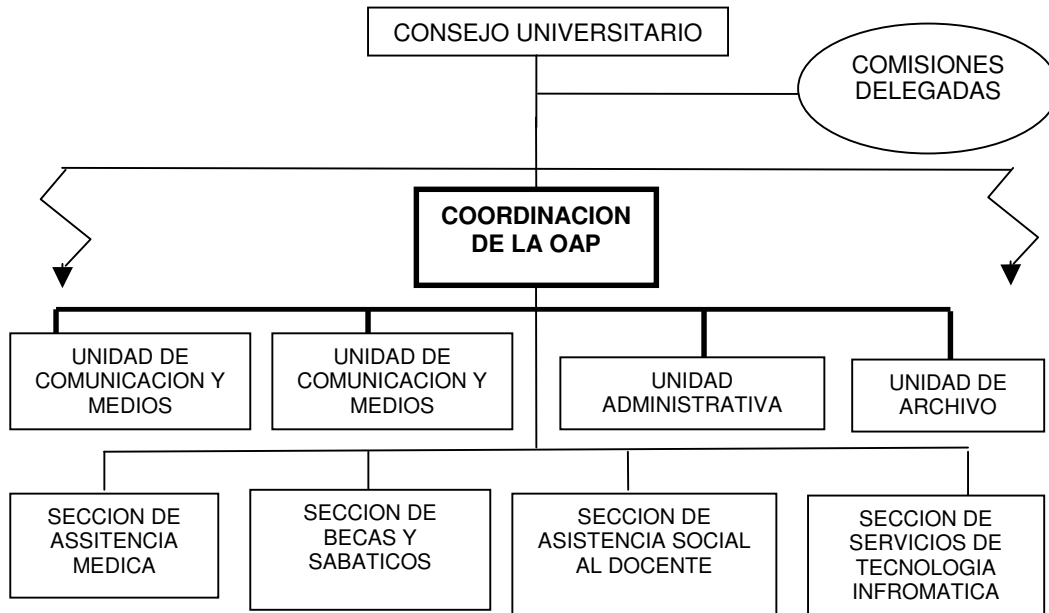 CONSEJO UNIVERSITARIO
COMISIONES
DELEGADAS
COORDINACION
DE LA OAP
UNIDAD DE
COMUNICACION Y
MEDIOS
UNIDAD DE
COMUNICACION Y
MEDIOS
UNIDAD
ADMINISTRATIVA
UNIDAD DE
ARCHIVO
SECCION DE
ASSITENCIA
MEDICA
SECCION DE
BECAS Y
SABATICOS
SECCION DE
ASISTENCIA SOCIAL
AL DOCENTE
SECCION DE
SERVICIOS DE
TECNOLOGIA
INFROMATICA